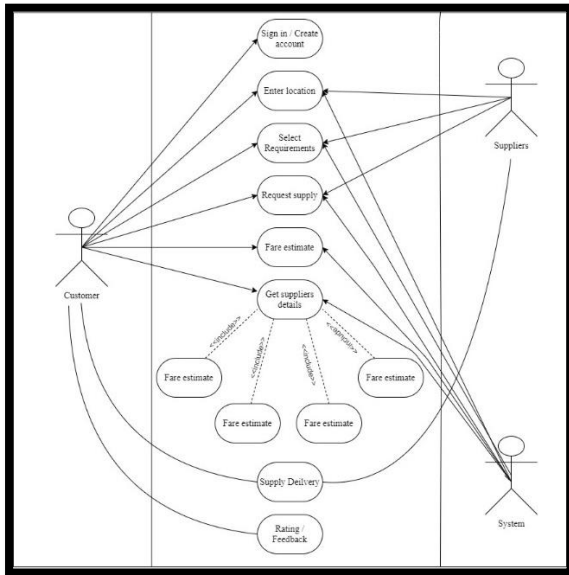 Sign in / Create
account
Enter location
Select
Requirements
Suppliers
Request supply
Fare estimate
Customer
Get suppliers
details
<<include>>
<<include>>
<<include>>
<<include>>
Fare estimate
Fare estimate
Fare estimate
Fare estimate
Supply Deilvery
System
Rating /
Feedback